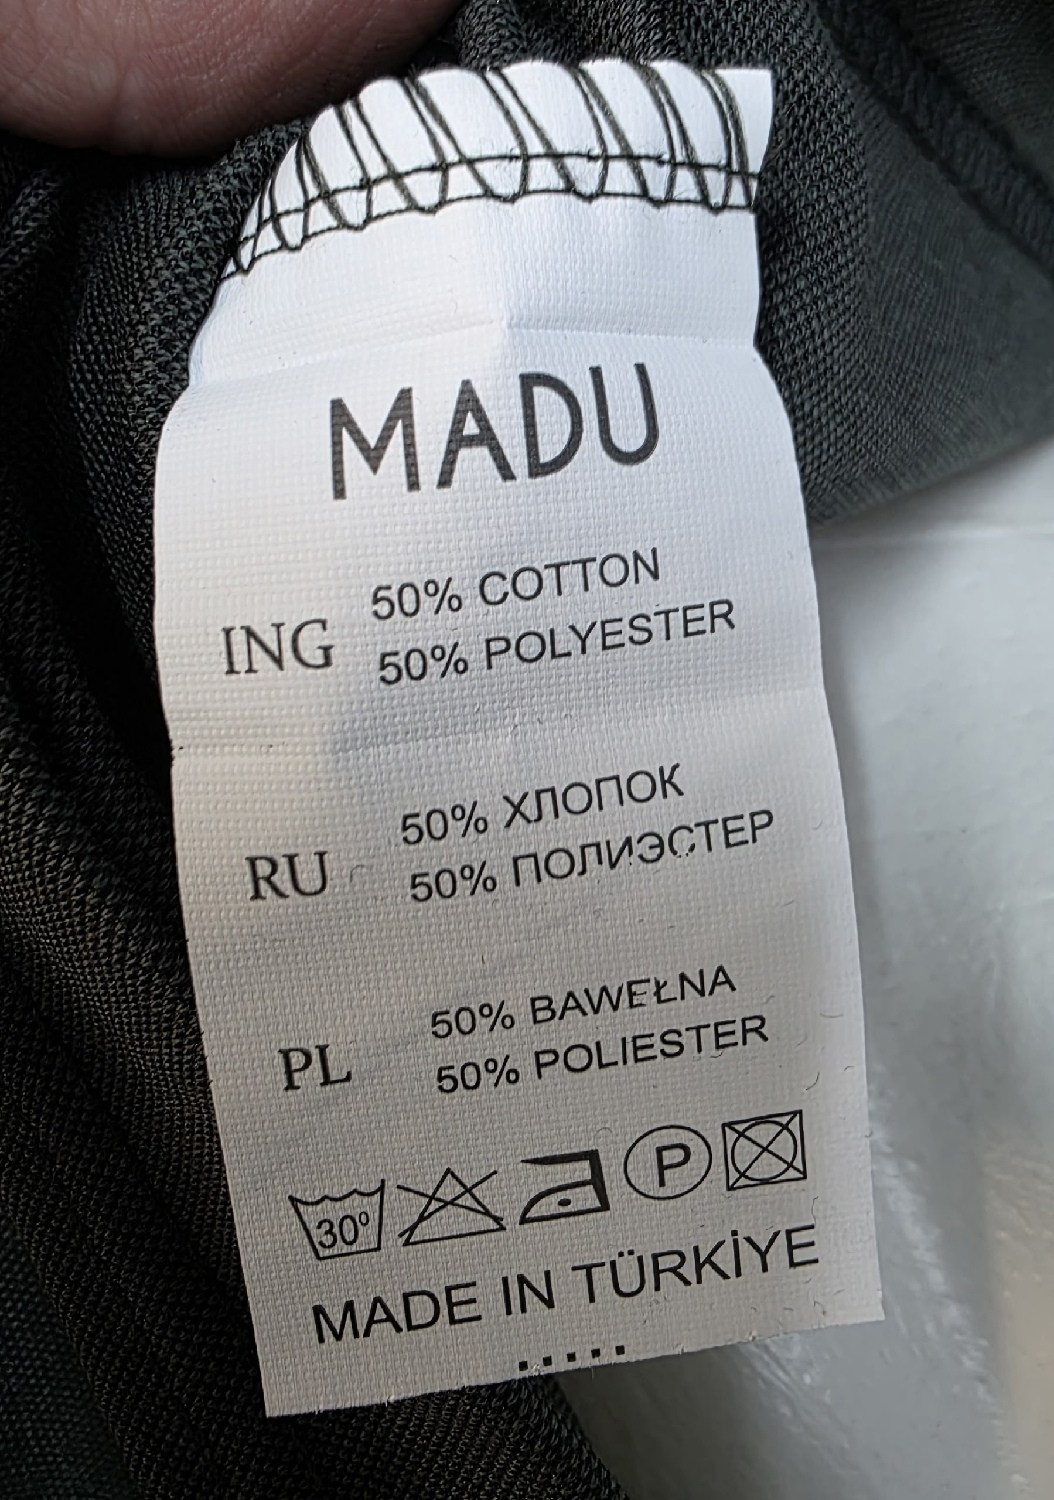 MADU
ING
50% COTTON
50% POLYESTER
RU
50% ХЛОПОК
50% ПОЛИЭСТЕР
PL
50% BAWEŁNA
50% POLIESTER
30⁰
P
MADE IN TÜRKİYE
.....